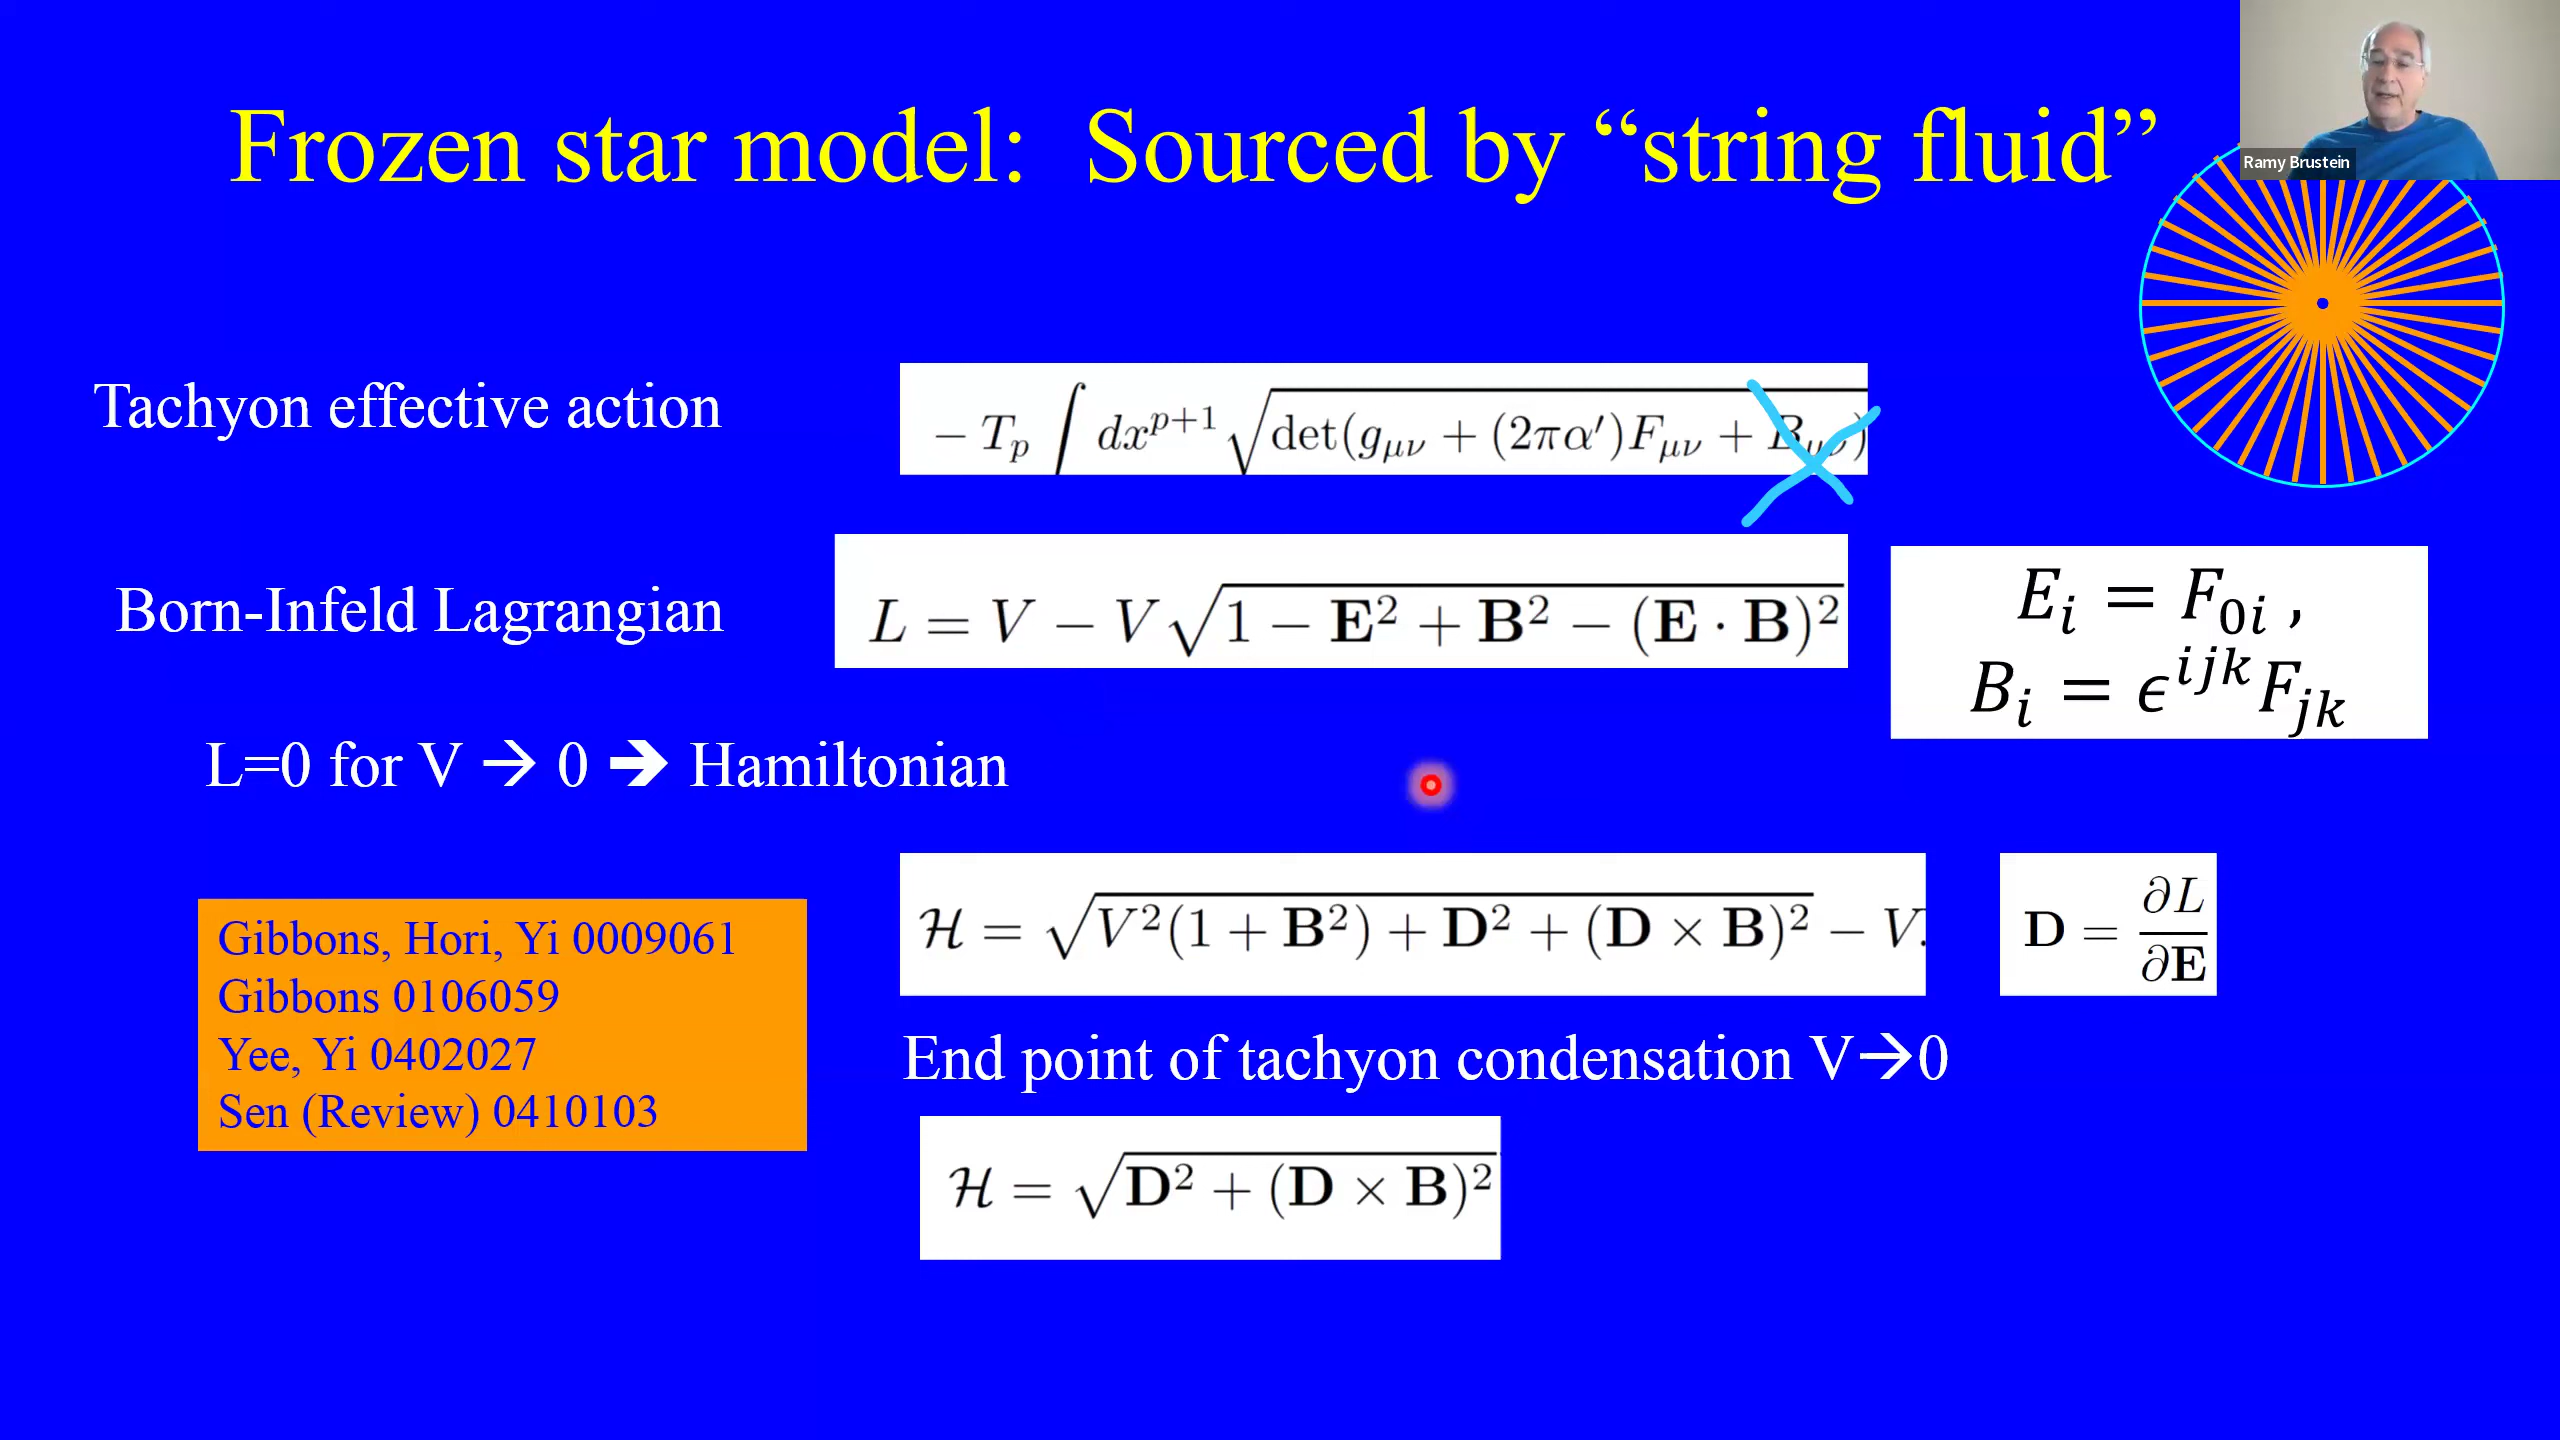 Frozen star model: Sourced by “string fluid”
Ramy Brustein
Tachyon effective action
− T_p ∫ dx^{p+1} √(det(g_{μν} + (2πα′)F_{μν} + B_{μν}))
Born-Infeld Lagrangian
L = V − V√(1 − E² + B² − (E · B)²)
E_i = F_{0i} ,
B_i = ϵ^{ijk}F_{jk}
L=0 for V → 0 ➔ Hamiltonian
ℋ = √(V²(1 + B²) + D² + (D × B)²) − V.
D = ∂L/∂E
Gibbons, Hori, Yi 0009061
Gibbons 0106059
Yee, Yi 0402027
Sen (Review) 0410103
End point of tachyon condensation V→0
ℋ = √(D² + (D × B)²)